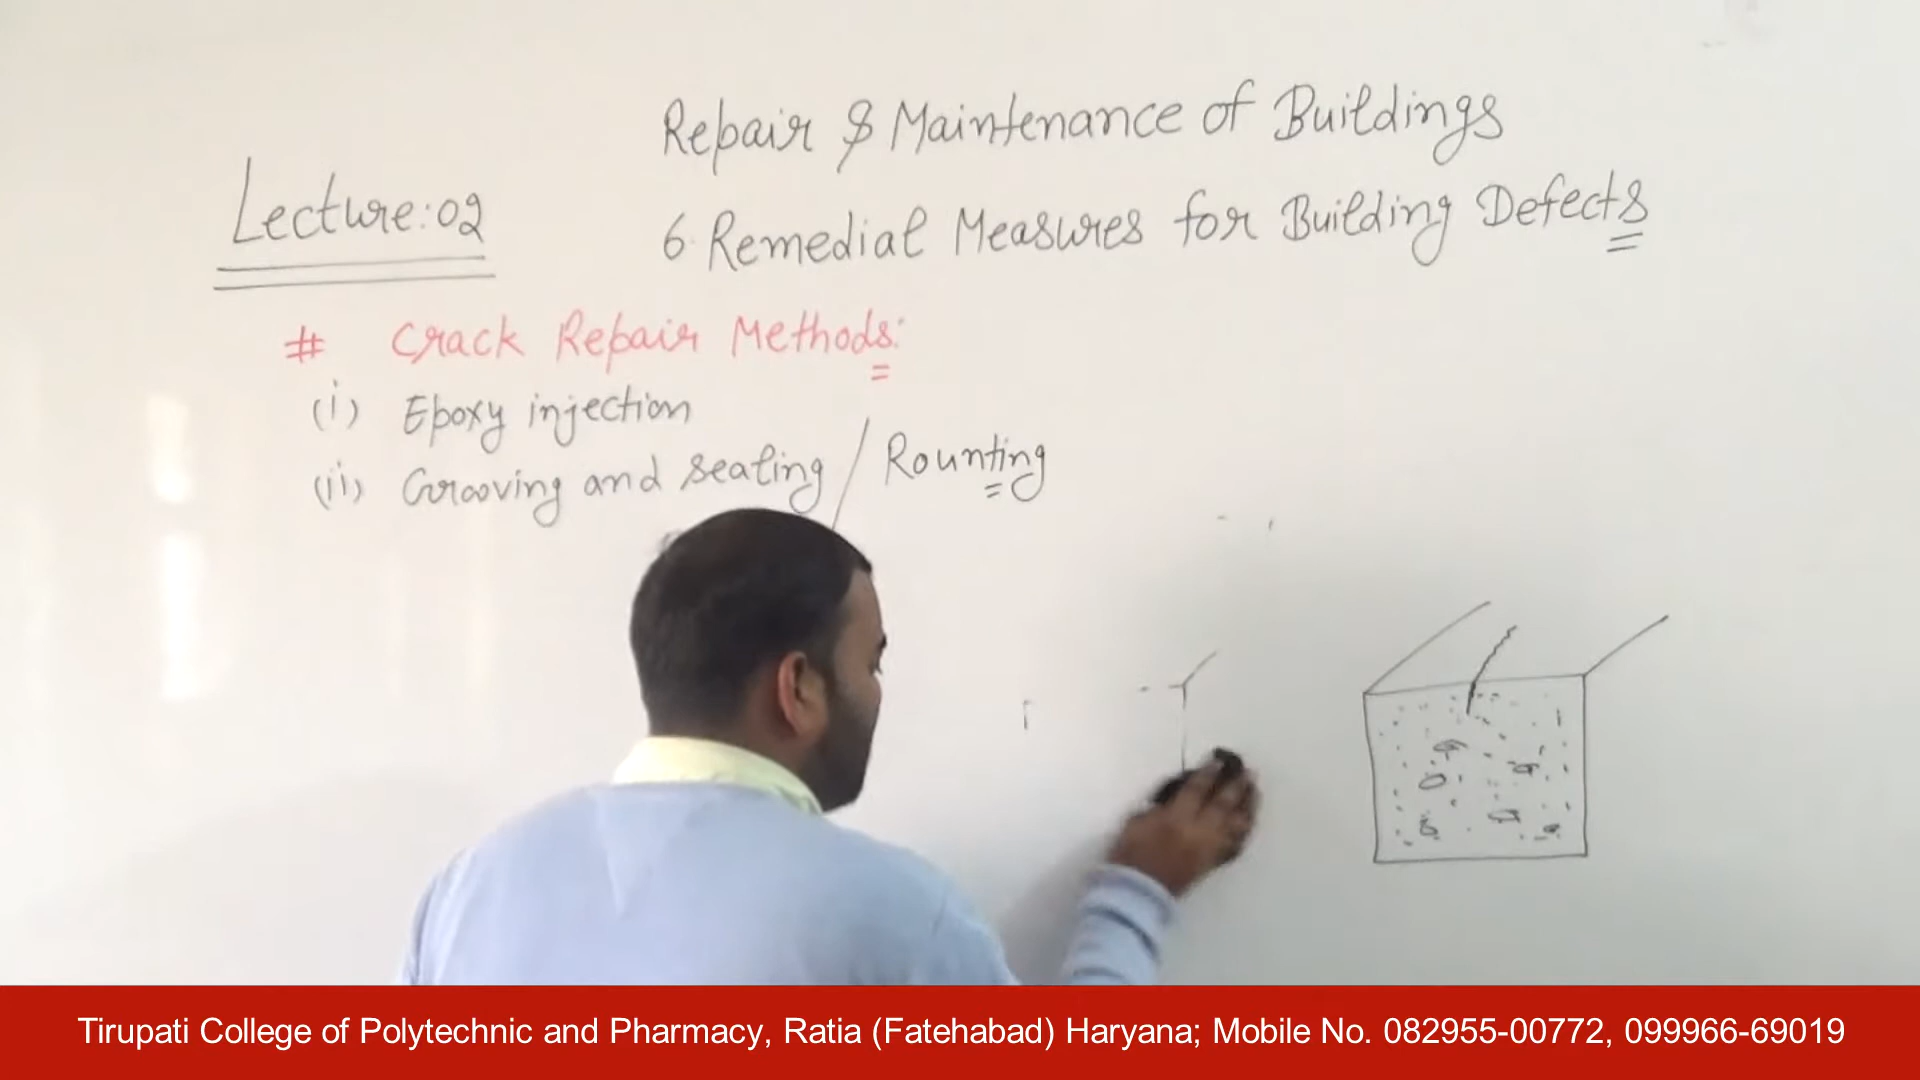 Repair & Maintenance of Buildings
Lecture:02
6. Remedial Measures for Building Defects
# Crack Repair Methods:
(i) Epoxy injection
(ii) Grooving and Sealing / Rounting
Tirupati College of Polytechnic and Pharmacy, Ratia (Fatehabad) Haryana; Mobile No. 082955-00772, 099966-69019